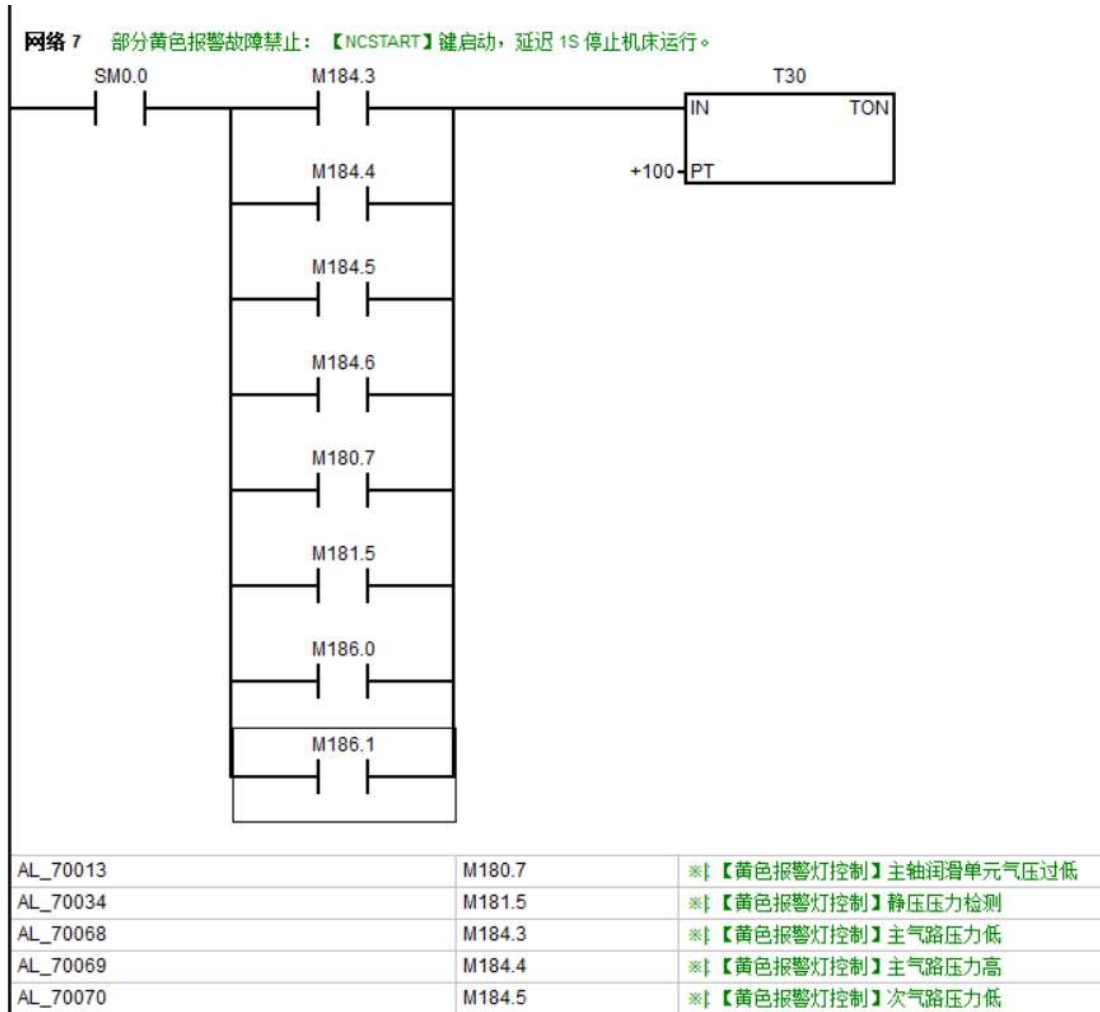 网络 7 部分黄色报警故障禁止：【NCSTART】键启动，延迟 1S 停止机床运行。
SM0.0 M184.3 T30
IN TON
M184.4 +100 PT
M184.5
M184.6
M180.7
M181.5
M186.0
M186.1
AL_70013 M180.7 ※【黄色报警灯控制】主轴润滑单元气压过低
AL_70034 M181.5 ※【黄色报警灯控制】静压压力检测
AL_70068 M184.3 ※【黄色报警灯控制】主气路压力低
AL_70069 M184.4 ※【黄色报警灯控制】主气路压力高
AL_70070 M184.5 ※【黄色报警灯控制】次气路压力低